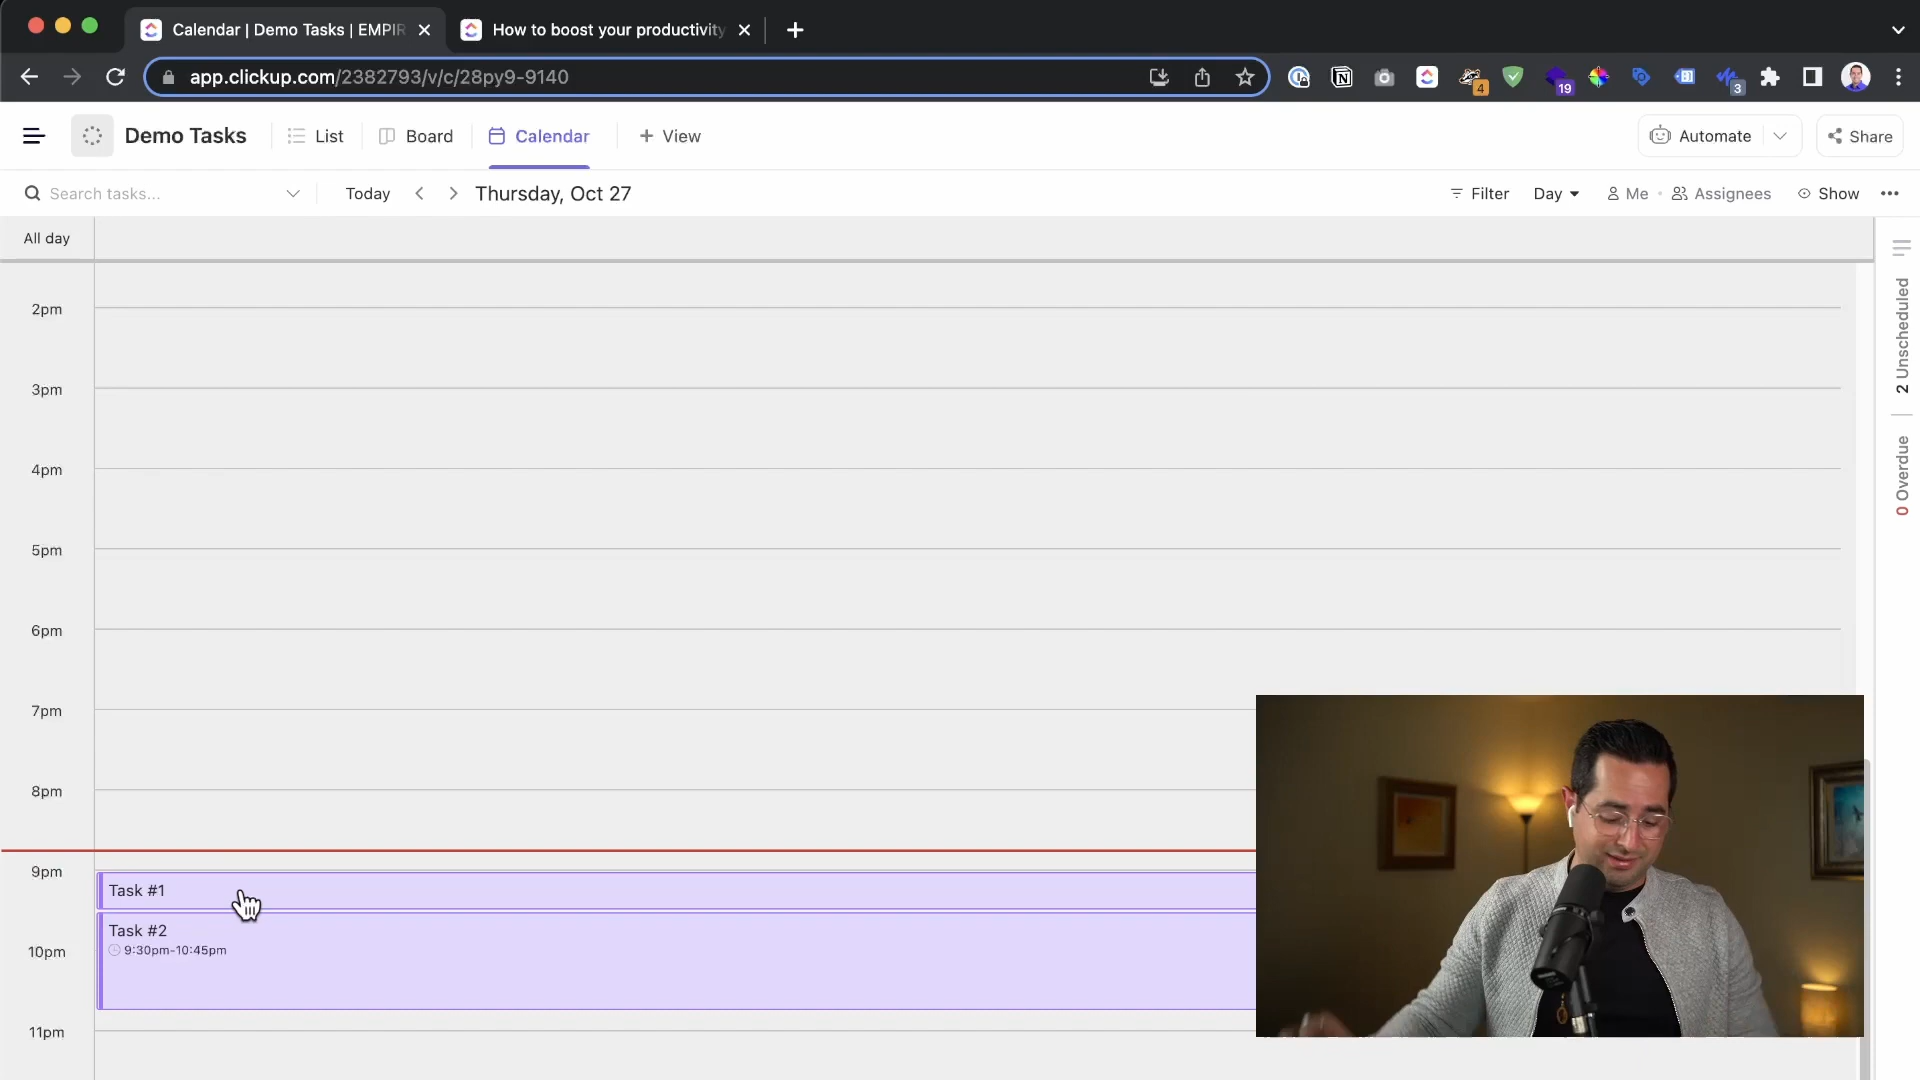 Calendar | Demo Tasks | EMPIR
How to boost your productivity
app.clickup.com/2382793/v/c/28py9-9140
4
19
3
Demo Tasks
List
Board
Calendar
+ View
Automate
Share
Search tasks...
Today
Thursday, Oct 27
Filter
Day
Me
Assignees
Show
All day
2pm
3pm
4pm
5pm
6pm
7pm
8pm
9pm
10pm
11pm
Task #1
Task #2
9:30pm-10:45pm
2 Unscheduled
0 Overdue